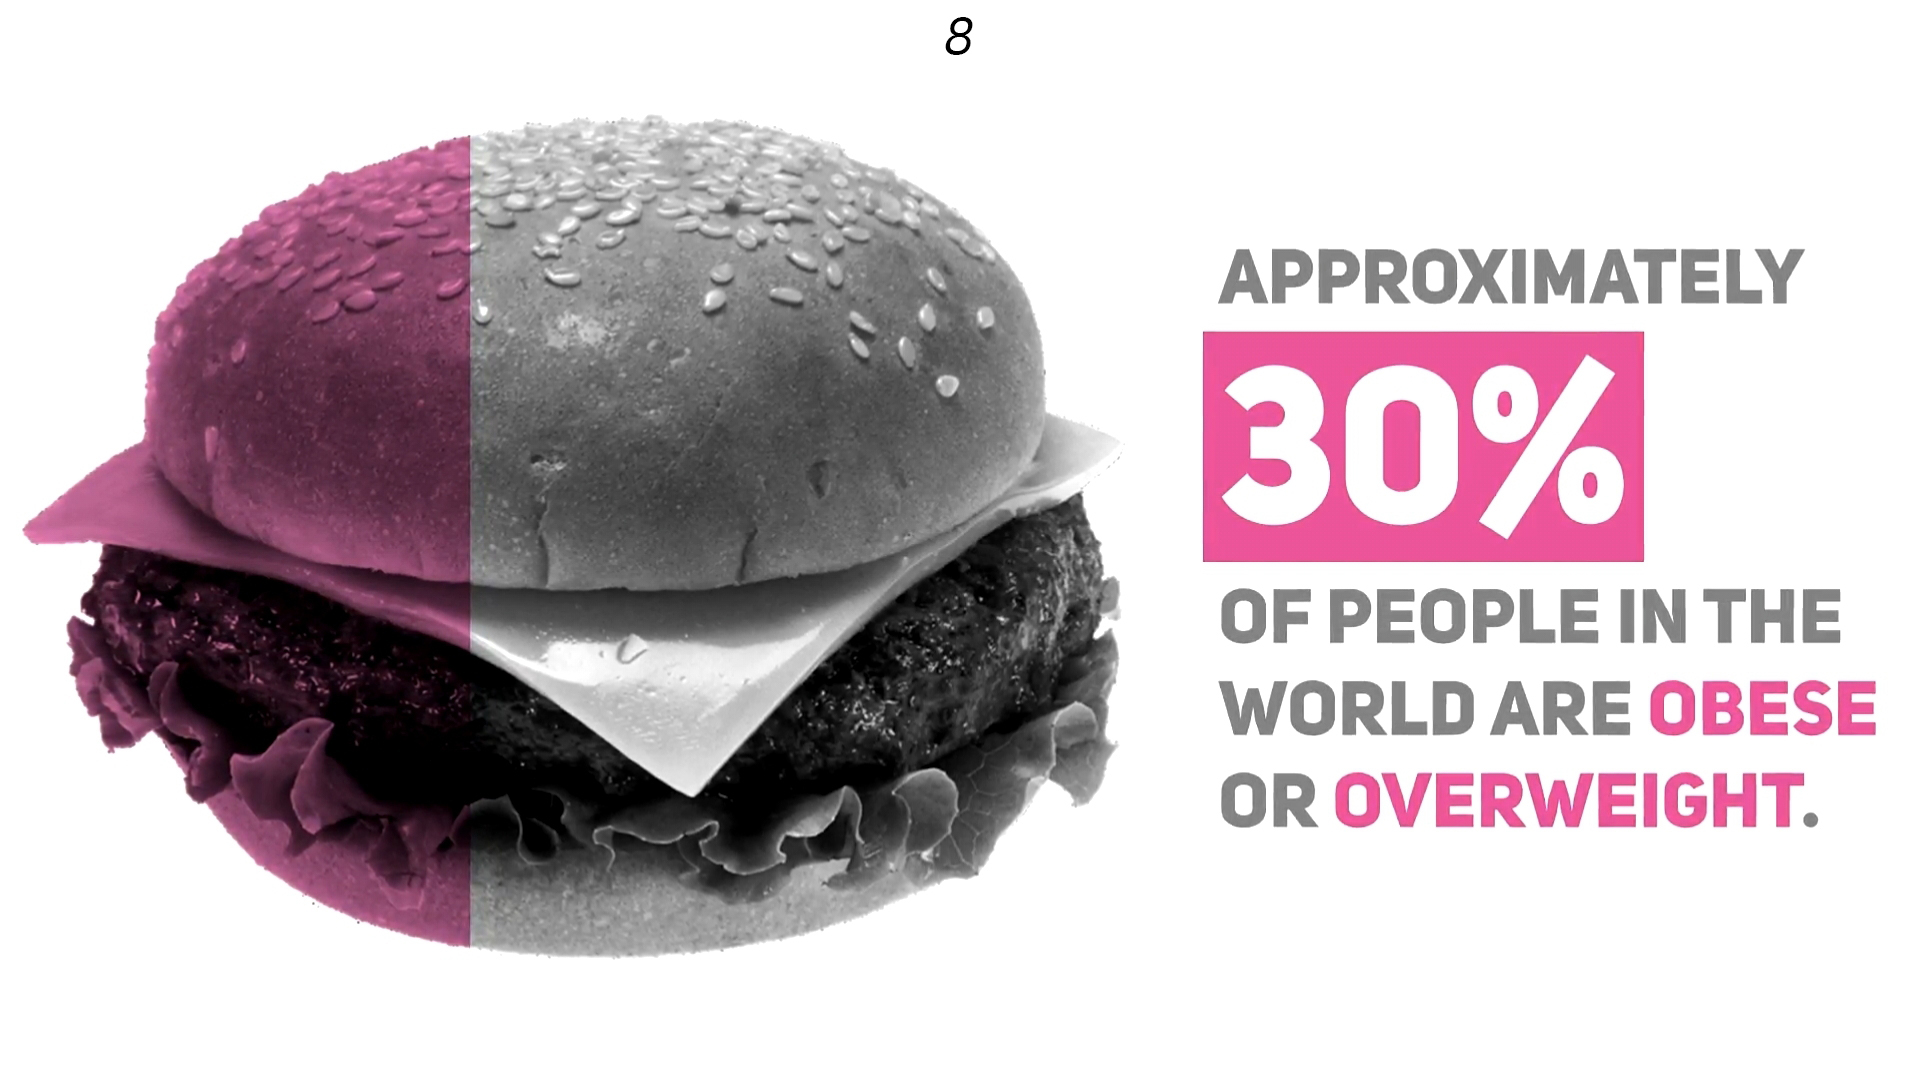 8
APPROXIMATELY
30%
OF PEOPLE IN THE
WORLD ARE OBESE
OR OVERWEIGHT.